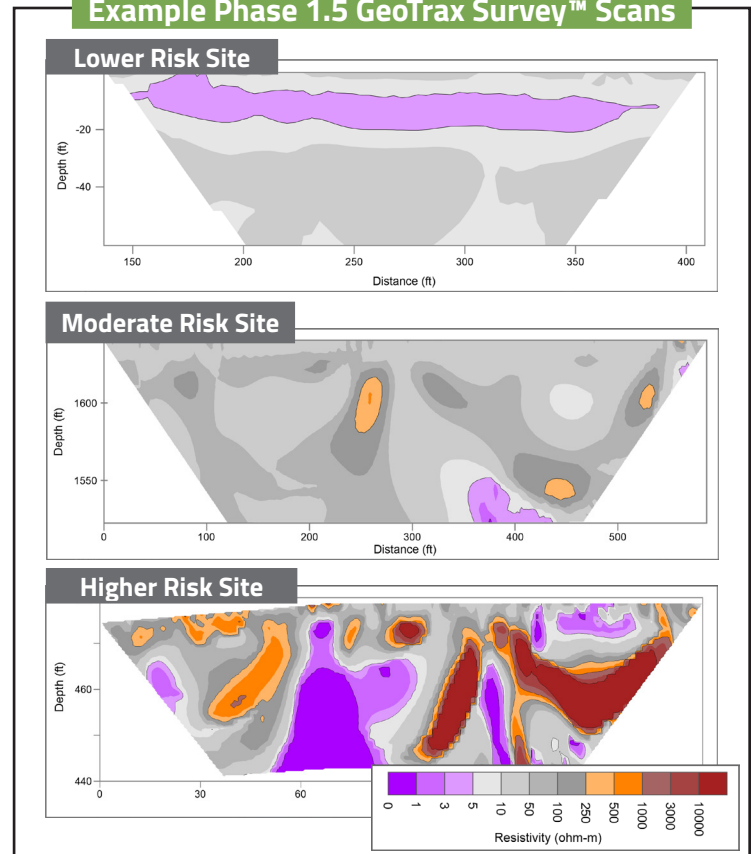 Example Phase 1.5 GeoTrax Survey™ Scans
Lower Risk Site
Depth (ft)
-20
-40
150 200 250 300 350 400
Distance (ft)
Moderate Risk Site
Depth (ft)
1600
1550
0 100 200 300 400 500
Distance (ft)
Higher Risk Site
Depth (ft)
460
440
0 30 60
0 1 3 5 10 50 100 250 500 1000 3000 10000
Resistivity (ohm-m)